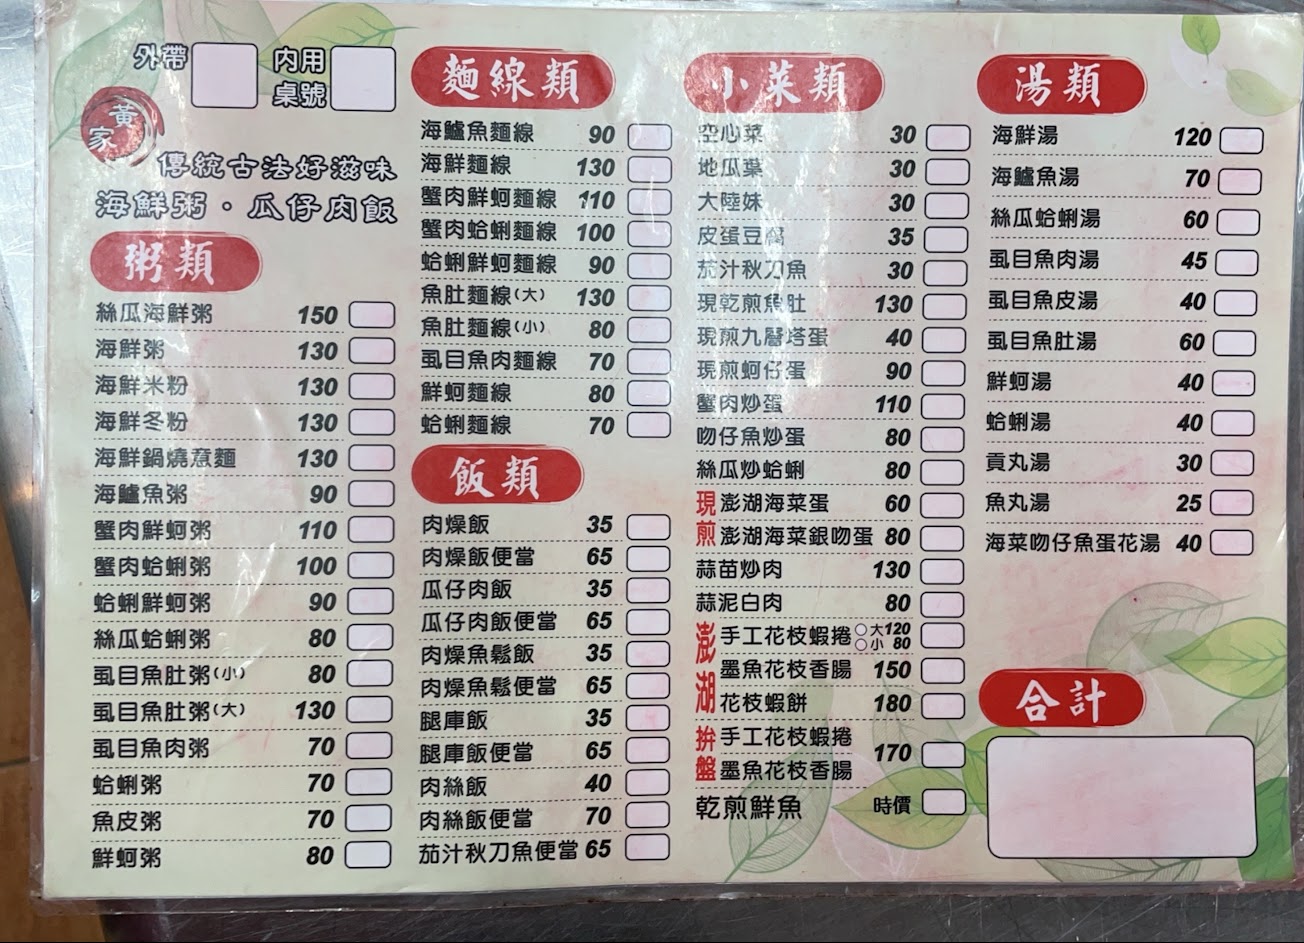 外帶
內用
桌號
黃家
傳統古法好滋味
海鮮粥・瓜仔肉飯
粥類
絲瓜海鮮粥 150
海鮮粥 130
海鮮米粉 130
海鮮冬粉 130
海鮮鍋燒意麵 130
海鱸魚粥 90
蟹肉鮮蚵粥 110
蟹肉蛤蜊粥 100
蛤蜊鮮蚵粥 90
絲瓜蛤蜊粥 80
虱目魚肚粥(小) 80
虱目魚肚粥(大) 130
虱目魚肉粥 70
蛤蜊粥 70
魚皮粥 70
鮮蚵粥 80
麵線類
海鱸魚麵線 90
海鮮麵線 130
蟹肉鮮蚵麵線 110
蟹肉蛤蜊麵線 100
蛤蜊鮮蚵麵線 90
魚肚麵線(大) 130
魚肚麵線(小) 80
虱目魚肉麵線 70
鮮蚵麵線 80
蛤蜊麵線 70
飯類
肉燥飯 35
肉燥飯便當 65
瓜仔肉飯 35
瓜仔肉飯便當 65
肉燥魚鬆飯 35
肉燥魚鬆便當 65
腿庫飯 35
腿庫飯便當 65
肉絲飯 40
肉絲飯便當 70
茄汁秋刀魚便當 65
小菜類
空心菜 30
地瓜葉 30
大陸妹 30
皮蛋豆腐 35
茄汁秋刀魚 30
現乾煎魚肚 130
現煎九層塔蛋 40
現煎蚵仔蛋 90
蟹肉炒蛋 110
吻仔魚炒蛋 80
絲瓜炒蛤蜊 80
現煎
澎湖海菜蛋 60
澎湖海菜銀吻蛋 80
蒜苗炒肉 130
蒜泥白肉 80
澎湖
手工花枝蝦捲 ○大120
○小 80
墨魚花枝香腸 150
花枝蝦餅 180
拚盤
手工花枝蝦捲
墨魚花枝香腸 170
乾煎鮮魚 時價
湯類
海鮮湯 120
海鱸魚湯 70
絲瓜蛤蜊湯 60
虱目魚肉湯 45
虱目魚皮湯 40
虱目魚肚湯 60
鮮蚵湯 40
蛤蜊湯 40
貢丸湯 30
魚丸湯 25
海菜吻仔魚蛋花湯 40
合計